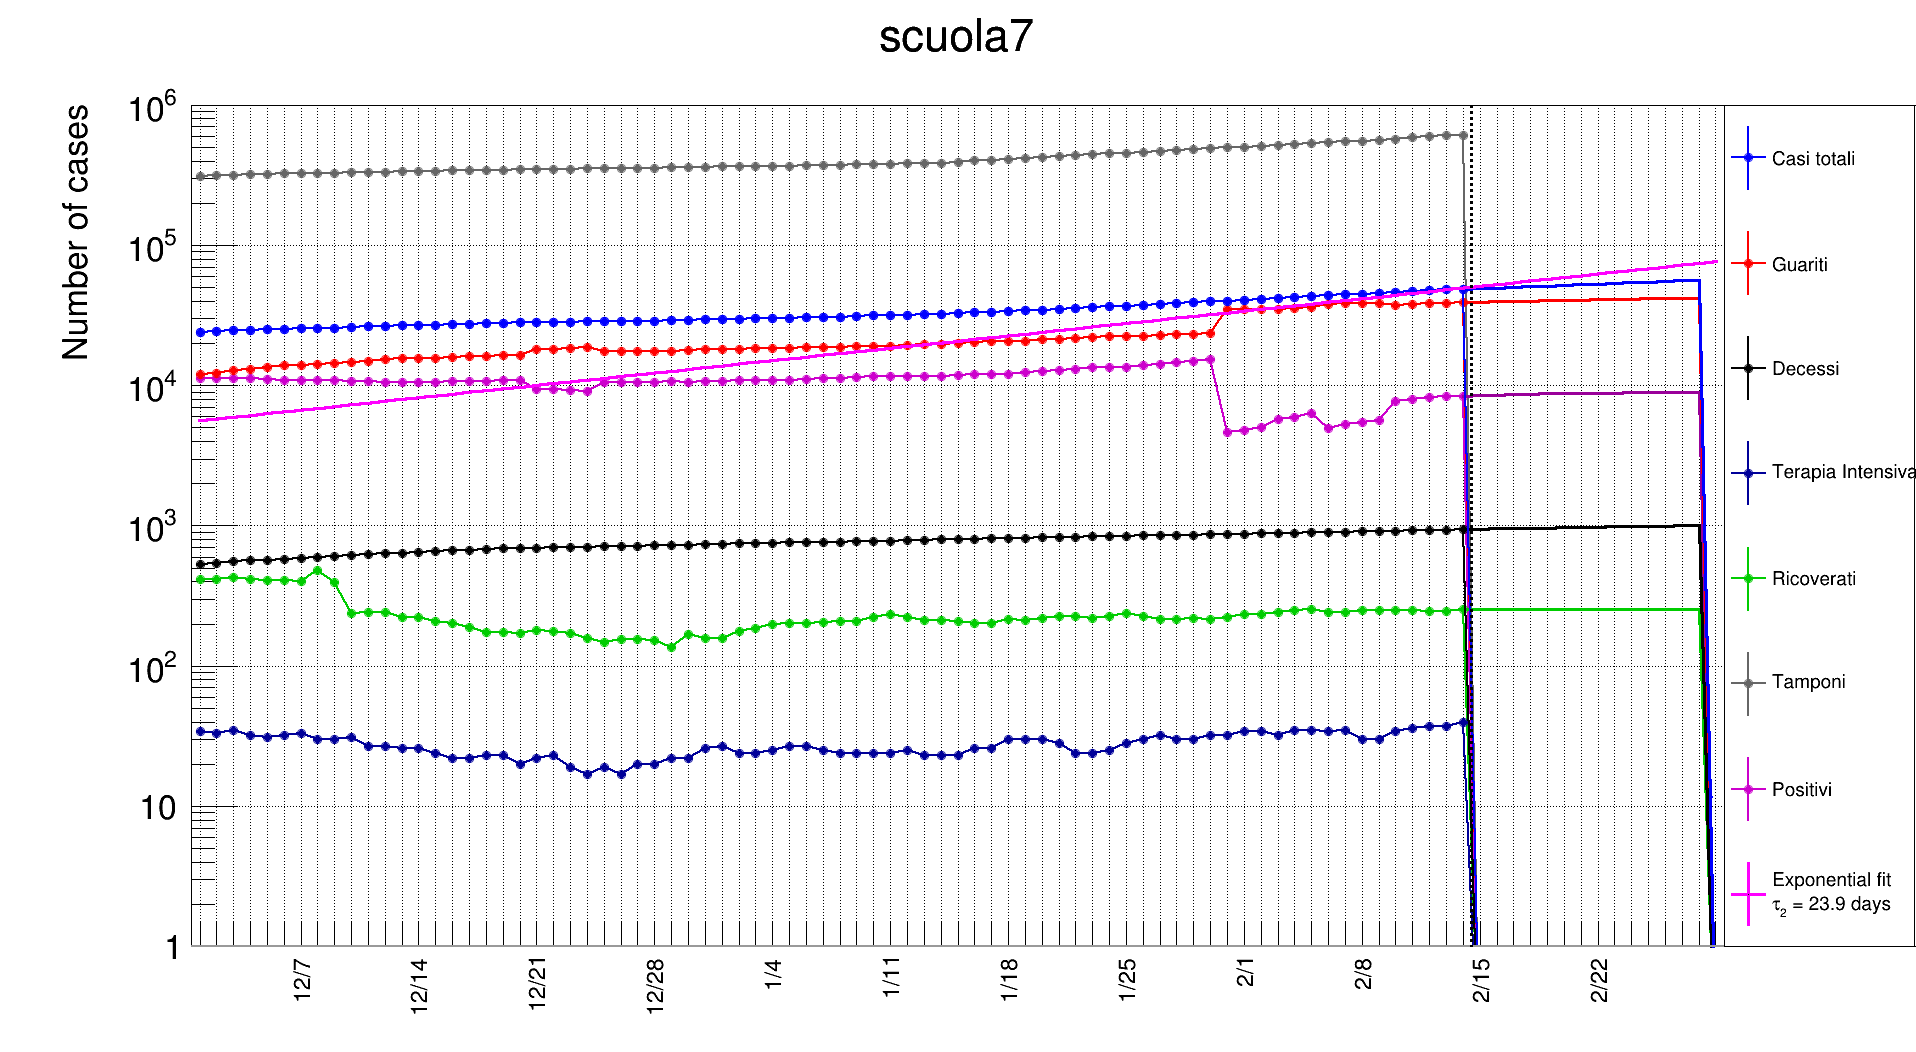 scuola7
Number of cases
10^6
10^5
10^4
10^3
10^2
10
1
12/7
12/14
12/21
12/28
1/4
1/11
1/18
1/25
2/1
2/8
2/15
2/22
Casi totali
Guariti
Decessi
Terapia Intensiva
Ricoverati
Tamponi
Positivi
Exponential fit
τ₂ = 23.9 days